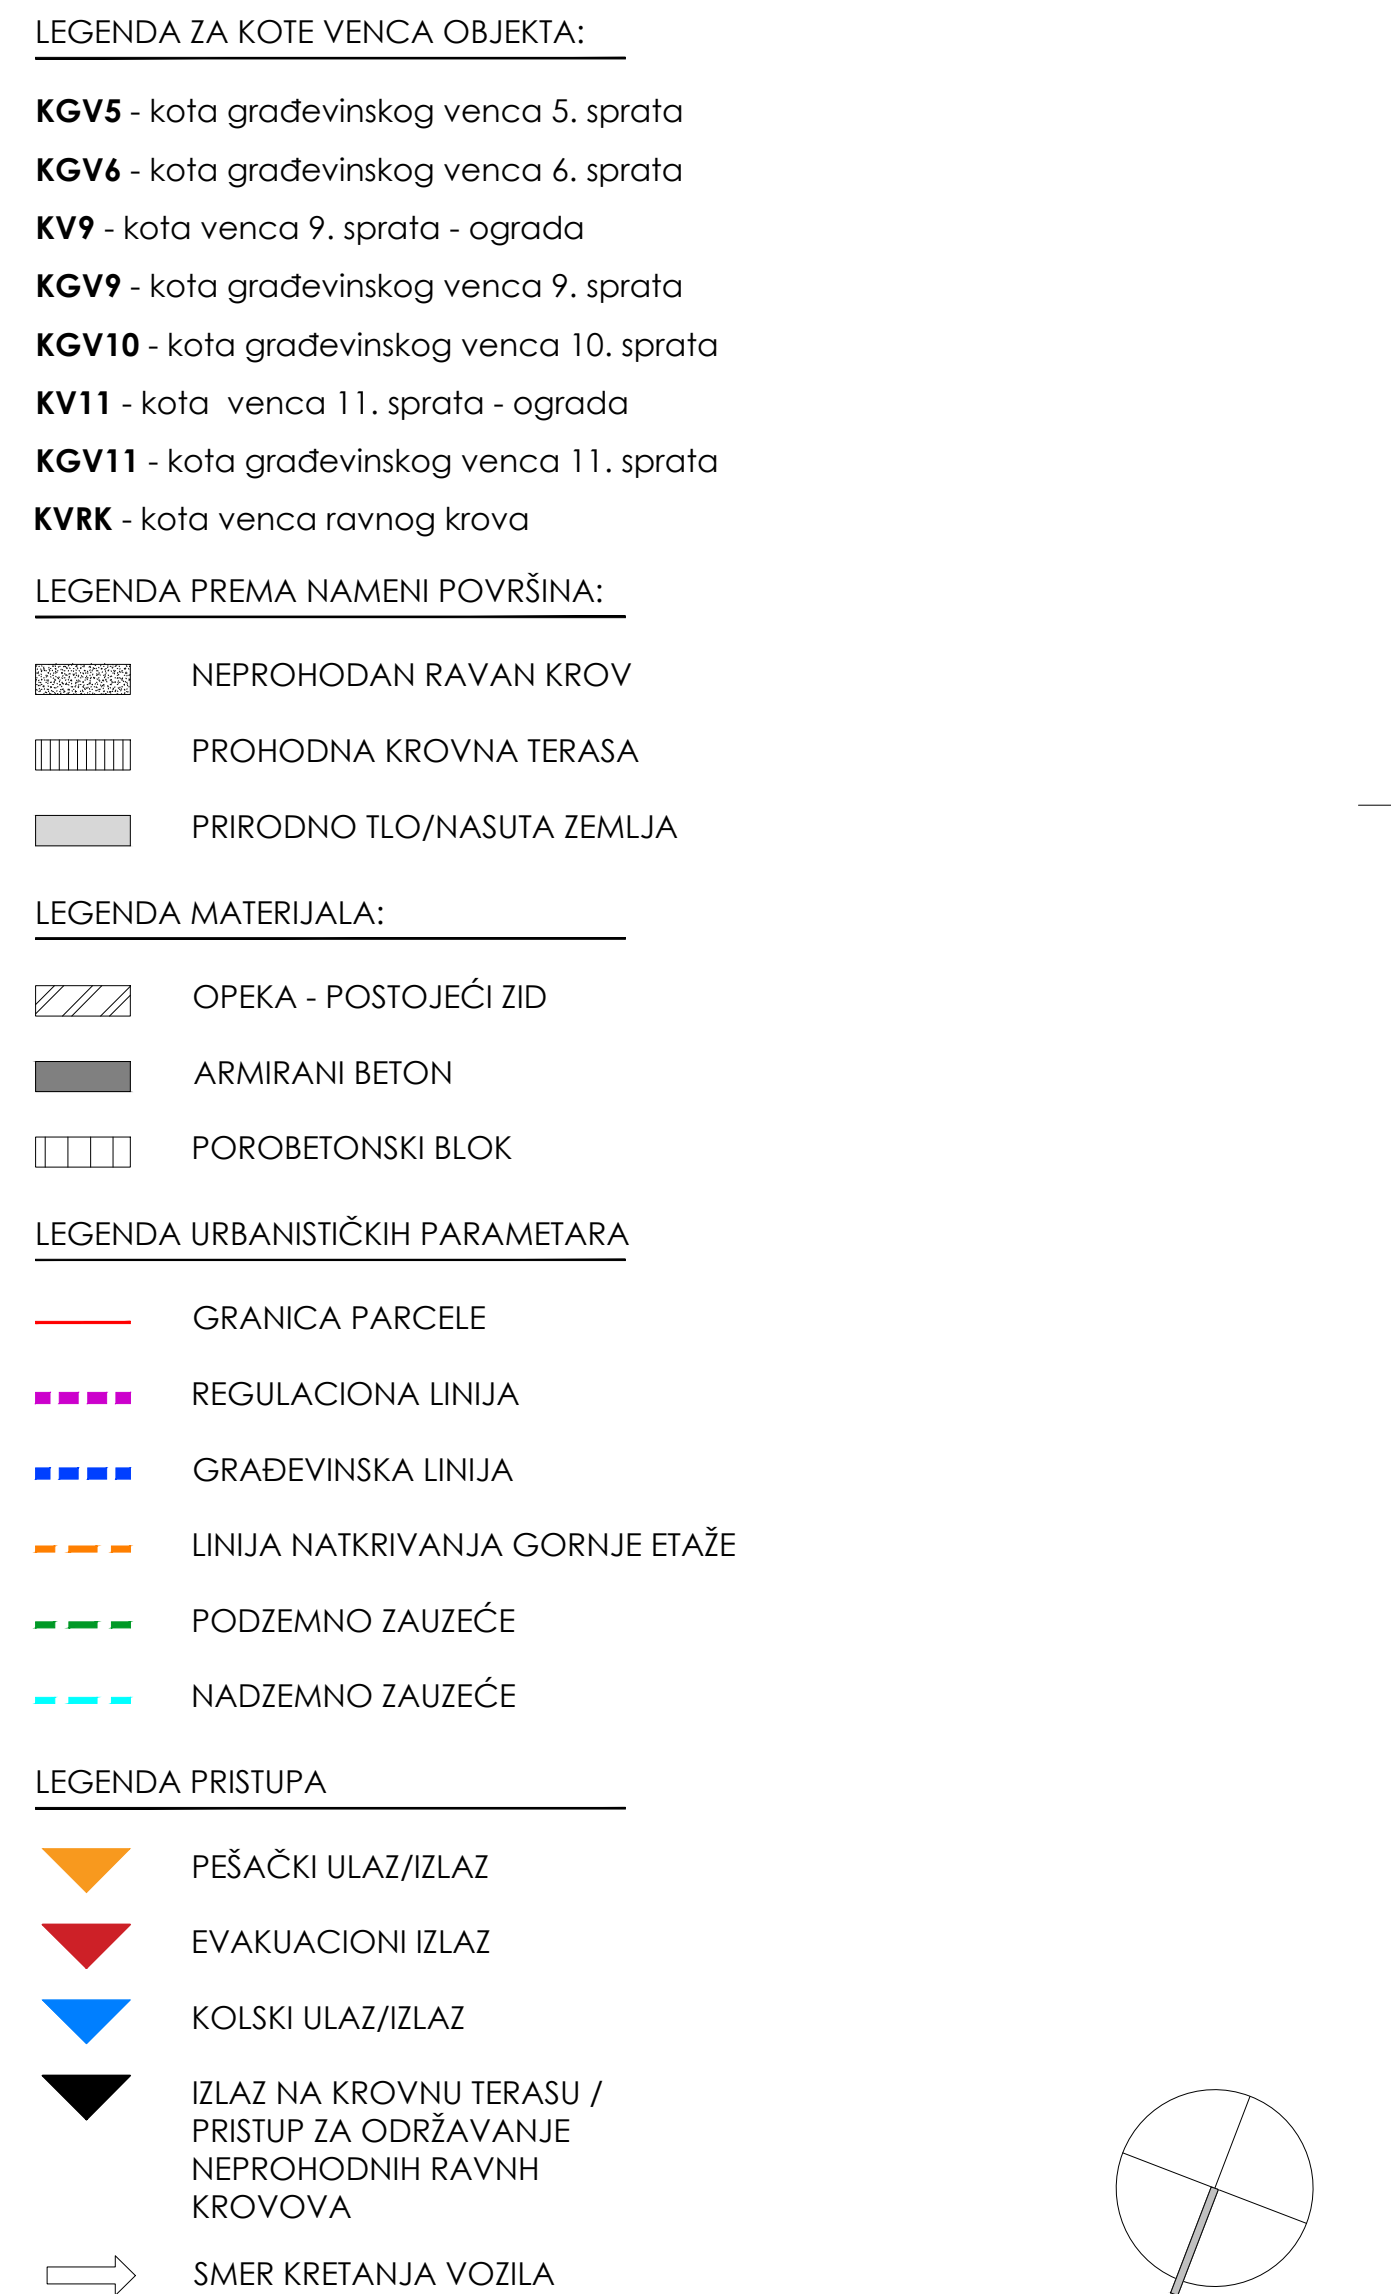 LEGENDA ZA KOTE VENCA OBJEKTA:
KGV5 - kota građevinskog venca 5. sprata
KGV6 - kota građevinskog venca 6. sprata
KV9 - kota venca 9. sprata - ograda
KGV9 - kota građevinskog venca 9. sprata
KGV10 - kota građevinskog venca 10. sprata
KV11 - kota  venca 11. sprata - ograda
KGV11 - kota građevinskog venca 11. sprata
KVRK - kota venca ravnog krova
LEGENDA PREMA NAMENI POVRŠINA:
NEPROHODAN RAVAN KROV
PROHODNA KROVNA TERASA
PRIRODNO TLO/NASUTA ZEMLJA
LEGENDA MATERIJALA:
OPEKA - POSTOJEĆI ZID
ARMIRANI BETON
POROBETONSKI BLOK
LEGENDA URBANISTIČKIH PARAMETARA
GRANICA PARCELE
REGULACIONA LINIJA
GRAĐEVINSKA LINIJA
LINIJA NATKRIVANJA GORNJE ETAŽE
PODZEMNO ZAUZEĆE
NADZEMNO ZAUZEĆE
LEGENDA PRISTUPA
PEŠAČKI ULAZ/IZLAZ
EVAKUACIONI IZLAZ
KOLSKI ULAZ/IZLAZ
IZLAZ NA KROVNU TERASU /
PRISTUP ZA ODRŽAVANJE
NEPROHODNIH RAVNH
KROVOVA
SMER KRETANJA VOZILA